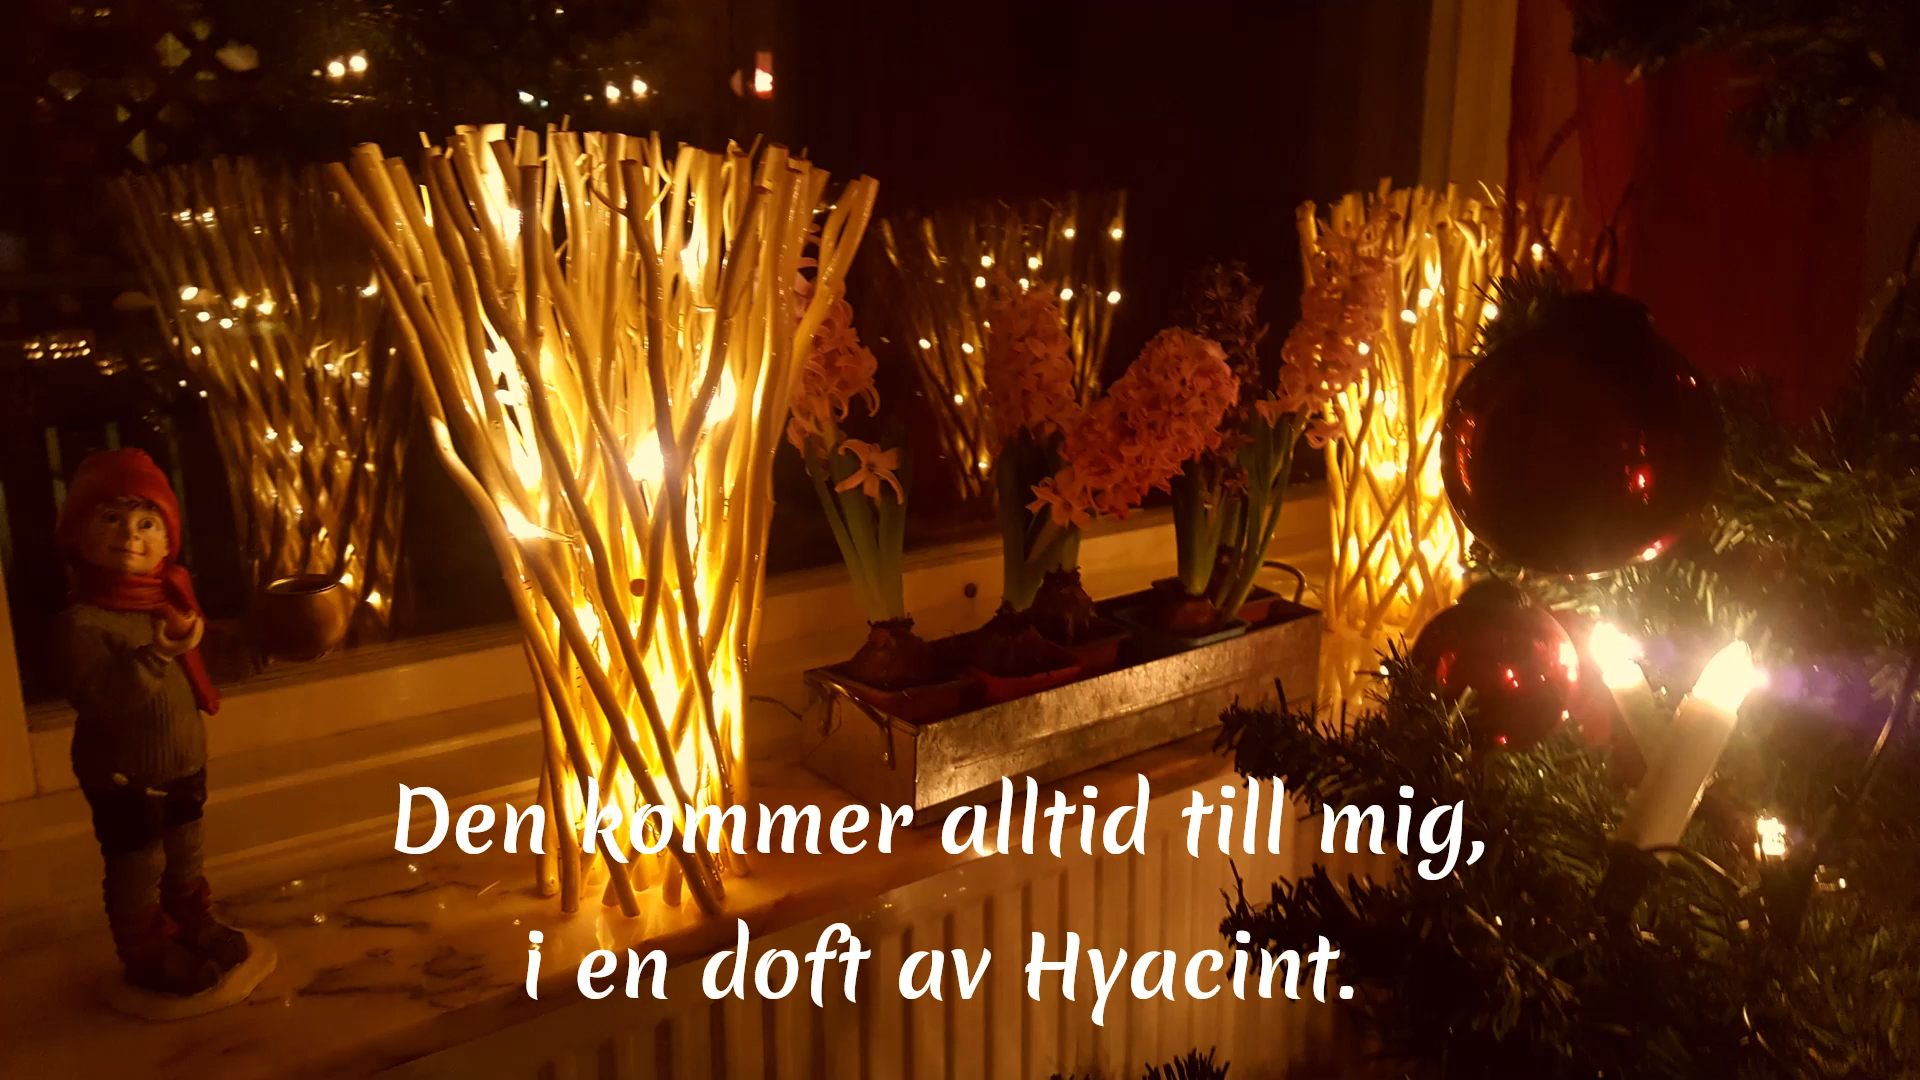 Den kommer alltid till mig,
i en doft av Hyacint.